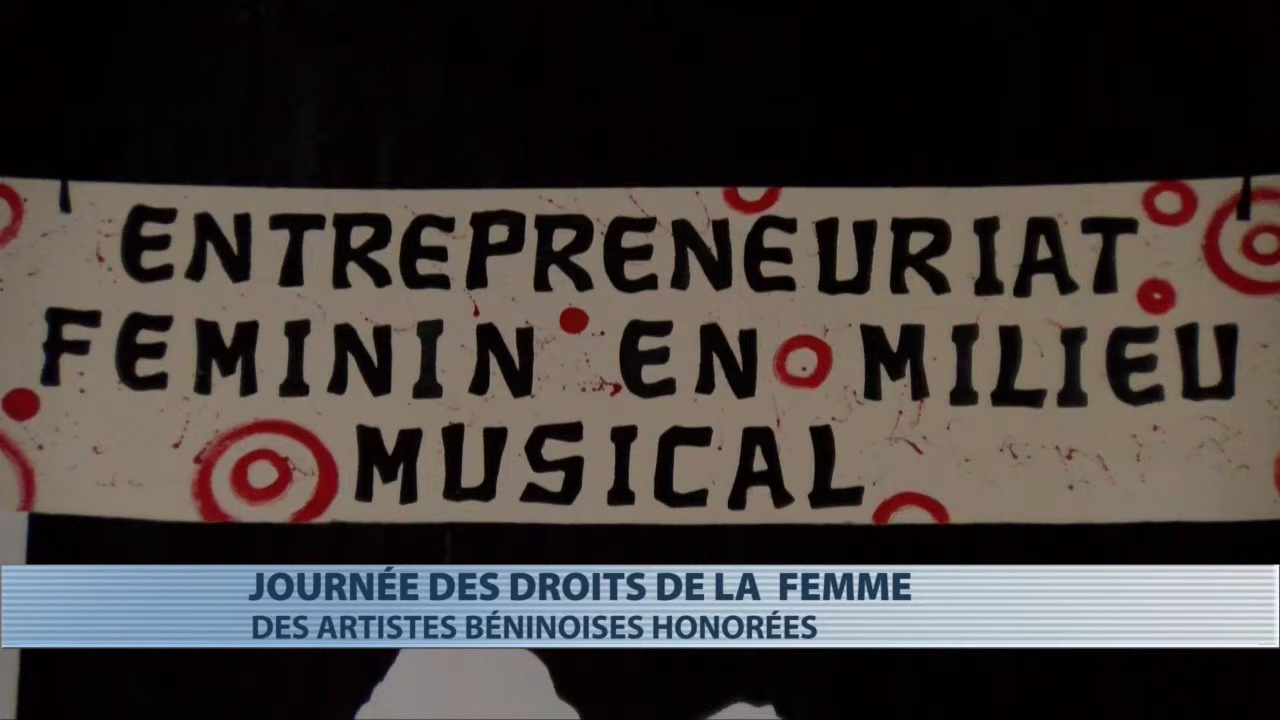 ENTREPRENEURIAT
FEMININ EN MILIEU
MUSICAL
JOURNÉE DES DROITS DE LA FEMME
DES ARTISTES BÉNINOISES HONORÉES